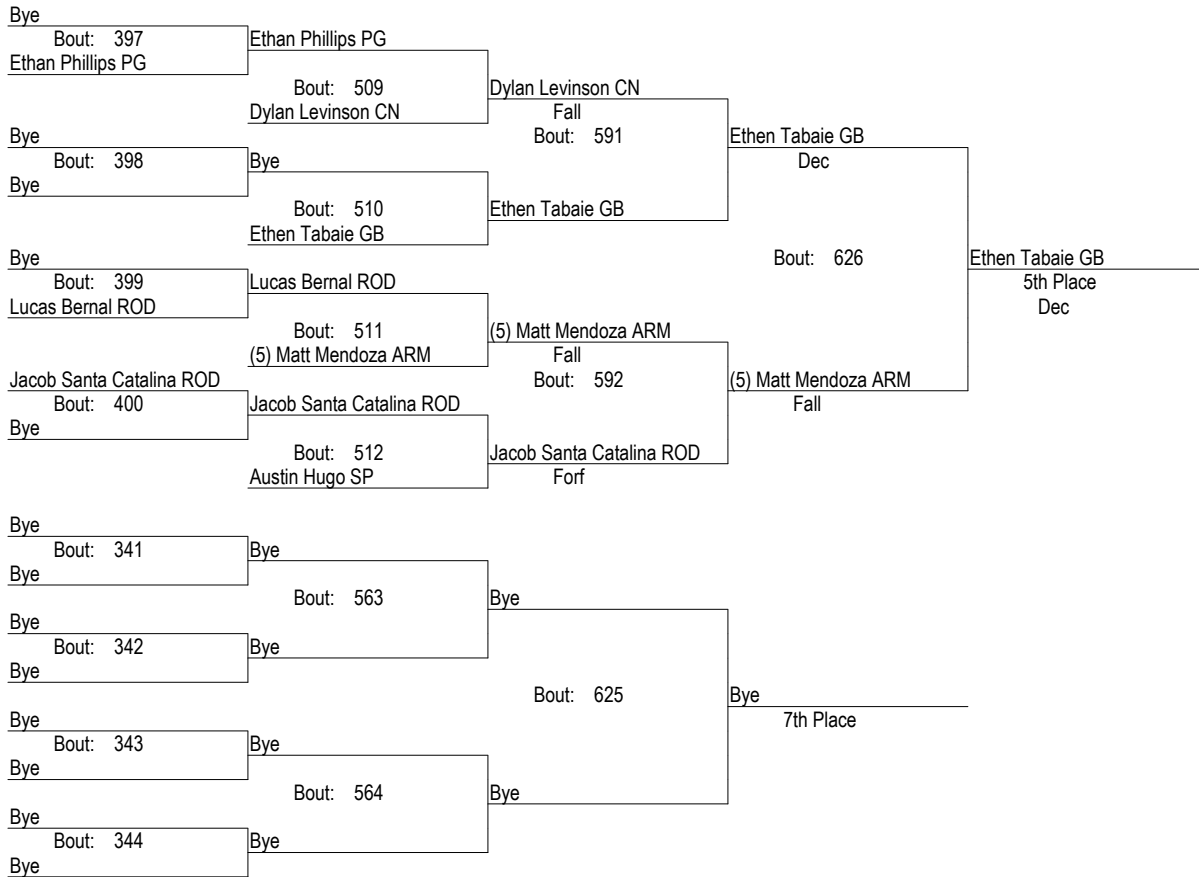 Bye
Bout: 397
Ethan Phillips PG
Ethan Phillips PG
Bout: 509
Dylan Levinson CN
Dylan Levinson CN
Fall
Bout: 591
Bye
Bout: 398
Bye
Bye
Bout: 510
Ethen Tabaie GB
Ethen Tabaie GB
Ethen Tabaie GB
Dec
Bout: 626
Ethen Tabaie GB
5th Place
Dec
Bye
Bout: 399
Lucas Bernal ROD
Lucas Bernal ROD
Bout: 511
(5) Matt Mendoza ARM
(5) Matt Mendoza ARM
Fall
Bout: 592
(5) Matt Mendoza ARM
Fall
Jacob Santa Catalina ROD
Bout: 400
Bye
Jacob Santa Catalina ROD
Bout: 512
Austin Hugo SP
Jacob Santa Catalina ROD
Forf
Bye
Bout: 341
Bye
Bye
Bout: 563
Bye
Bye
Bout: 342
Bye
Bye
Bout: 625
Bye
7th Place
Bye
Bout: 343
Bye
Bye
Bout: 564
Bye
Bye
Bout: 344
Bye
Bye